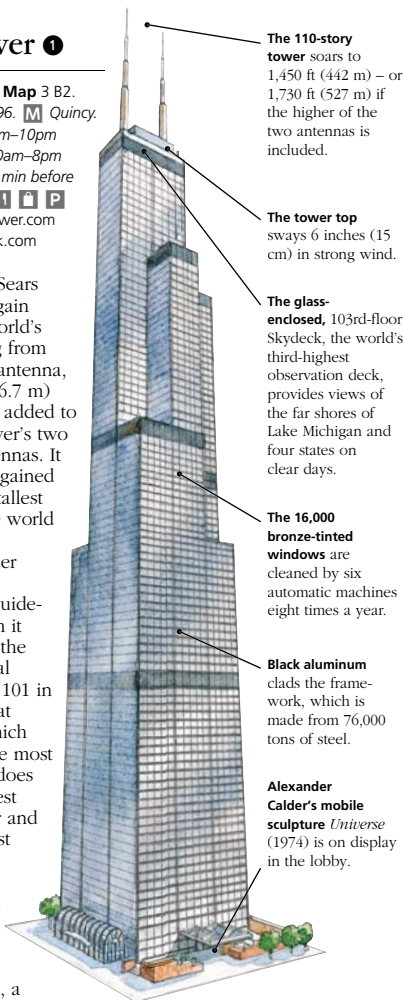 ver 1
Map 3 B2.
96. M Quincy.
m–10pm
0am–8pm
min before
P
wer.com
k.com
Sears
gain
orld's
g from
antenna,
6.7 m)
added to
ver's two
ennas. It
gained
tallest
world
er
uide-
n it
the
al
101 in
at
nich
e most
does
est
r and
st
, a
The 110-story
tower soars to
1,450 ft (442 m) – or
1,730 ft (527 m) if
the higher of the
two antennas is
included.
The tower top
sways 6 inches (15
cm) in strong wind.
The glass-
enclosed, 103rd-floor
Skydeck, the world's
third-highest
observation deck,
provides views of
the far shores of
Lake Michigan and
four states on
clear days.
The 16,000
bronze-tinted
windows are
cleaned by six
automatic machines
eight times a year.
Black aluminum
clads the frame-
work, which is
made from 76,000
tons of steel.
Alexander
Calder's mobile
sculpture Universe
(1974) is on display
in the lobby.